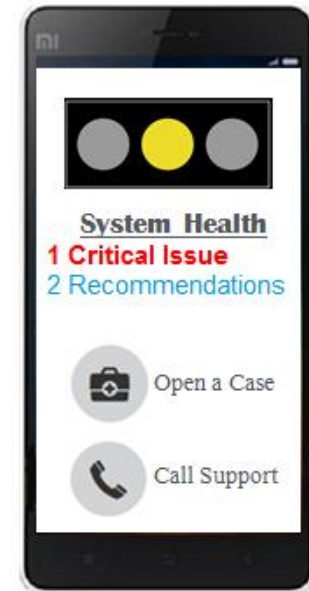 mi
System Health
1 Critical Issue
2 Recommendations
Open a Case
Call Support